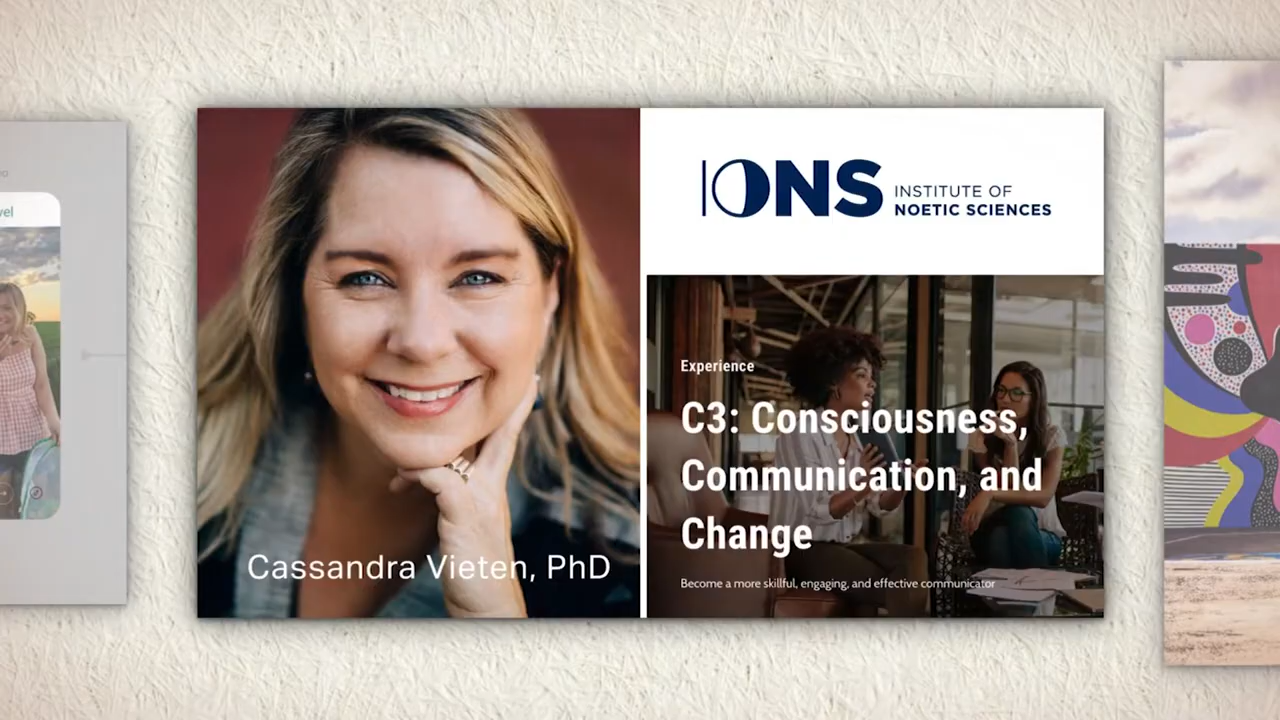 Cassandra Vieten, PhD
IONS
INSTITUTE OF
NOETIC SCIENCES
Experience
C3: Consciousness,
Communication, and
Change
Become a more skillful, engaging, and effective communicator